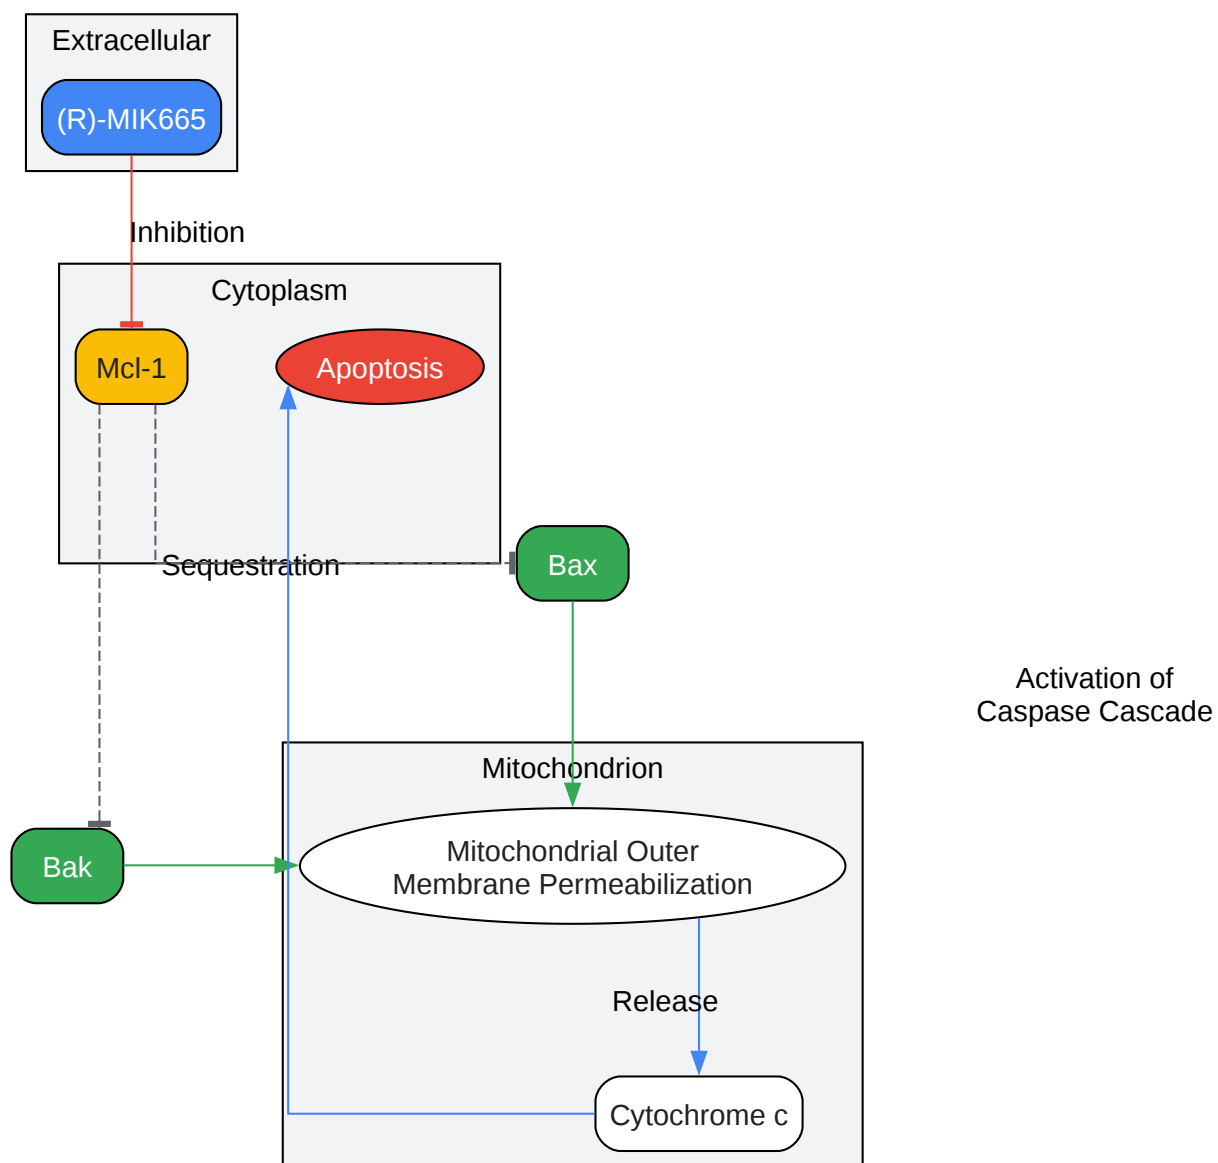 Extracellular
(R)-MIK665
Inhibition
Cytoplasm
Mcl-1
Apoptosis
Sequestration
Bax
Activation of
Caspase Cascade
Mitochondrion
Mitochondrial Outer
Membrane Permeabilization
Bak
Release
Cytochrome c